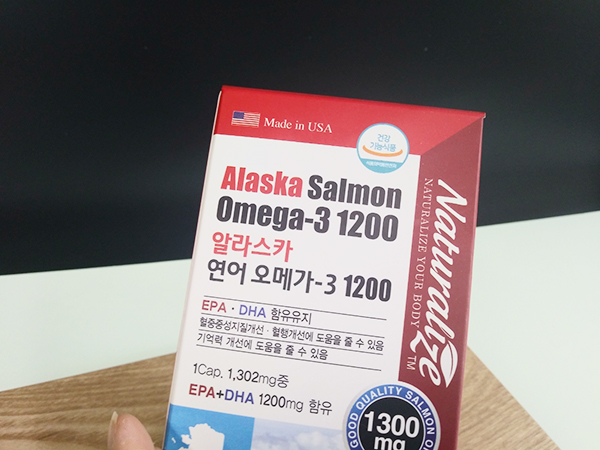 Made in USA
건강
기능식품
Alaska Salmon
Omega-3 1200
알라스카
연어 오메가-3 1200
EPA · DHA 함유유지
혈중중성지질개선 · 혈행개선에 도움을 줄 수 있음
기억력 개선에 도움을 줄 수 있음
1Cap. 1,302mg중
EPA+DHA 1200mg 함유
Naturalize
NATURALIZE YOUR BODY
TM
GOOD QUALITY SALMON
1300
mg